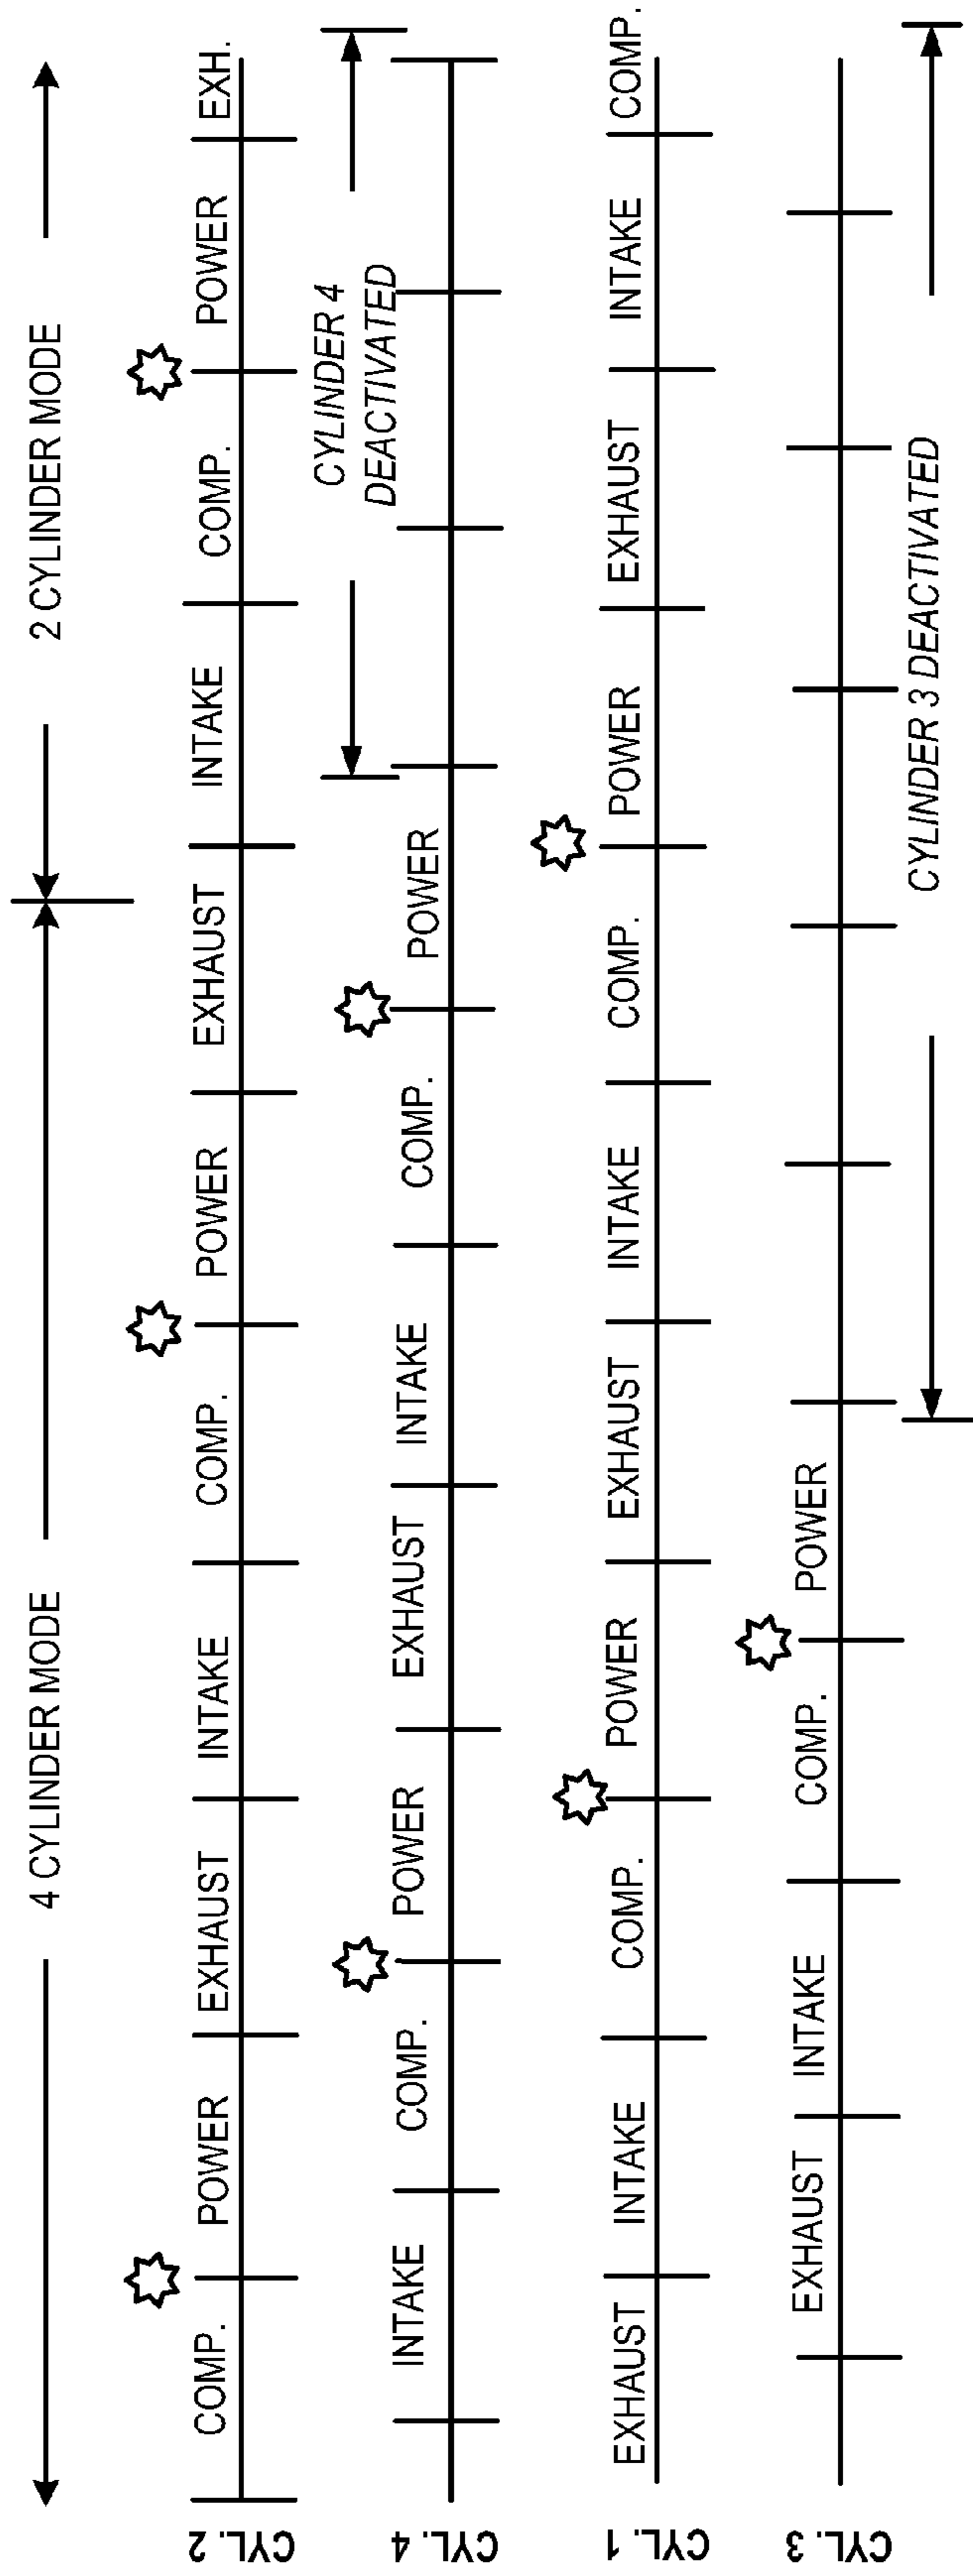 4 CYLINDER MODE
2 CYLINDER MODE
CYL. 2
COMP.
POWER
EXHAUST
INTAKE
COMP.
POWER
EXHAUST
INTAKE
COMP.
POWER
EXH.
CYL. 4
INTAKE
COMP.
POWER
EXHAUST
INTAKE
COMP.
POWER
CYLINDER 4
DEACTIVATED
CYL. 1
EXHAUST
INTAKE
COMP.
POWER
EXHAUST
INTAKE
COMP.
POWER
EXHAUST
INTAKE
COMP.
CYL. 3
EXHAUST
INTAKE
COMP.
POWER
CYLINDER 3 DEACTIVATED